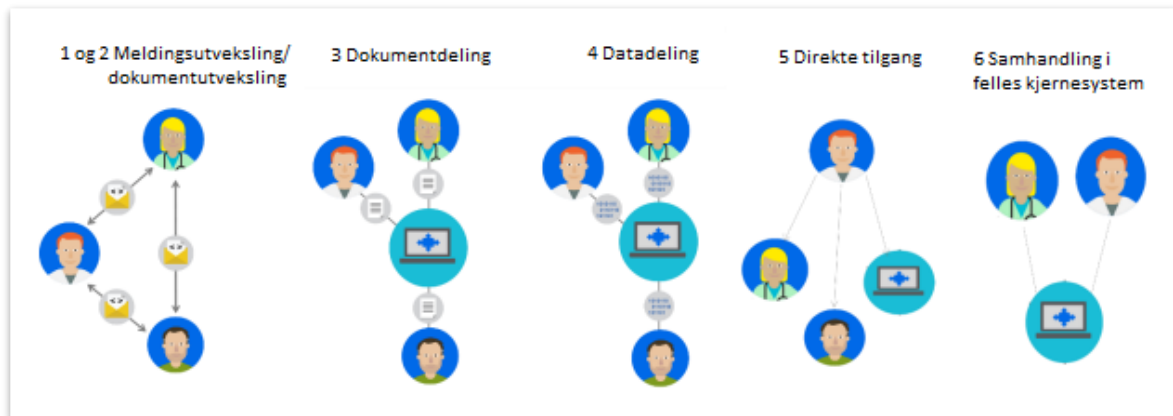 1 og 2 Meldingsutveksling/
dokumentutveksling
3 Dokumentdeling
4 Datadeling
5 Direkte tilgang
6 Samhandling i
felles kjernesystem